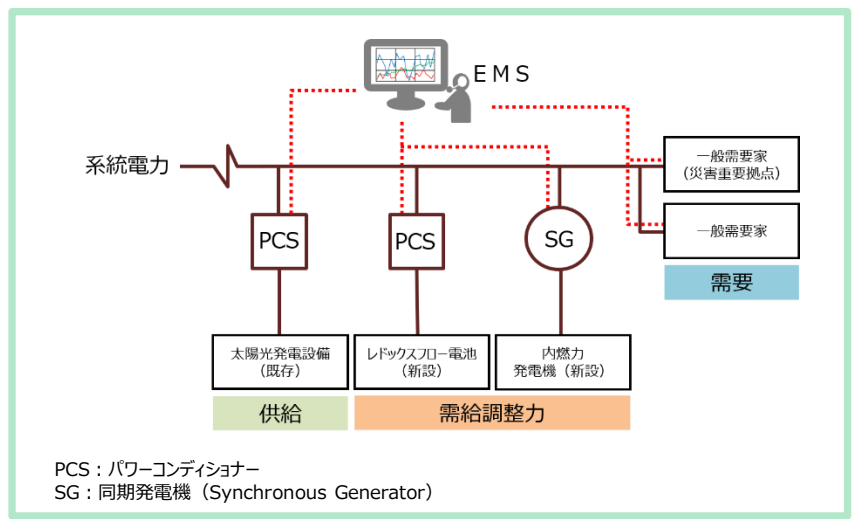 EMS
系統電力
一般需要家
(災害重要拠点)
一般需要家
需要
PCS
PCS
SG
太陽光発電設備
(既存)
レドックスフロー電池
(新設)
内燃力
発電機(新設)
供給
需給調整力
PCS:パワーコンディショナー
SG:同期発電機(Synchronous Generator)